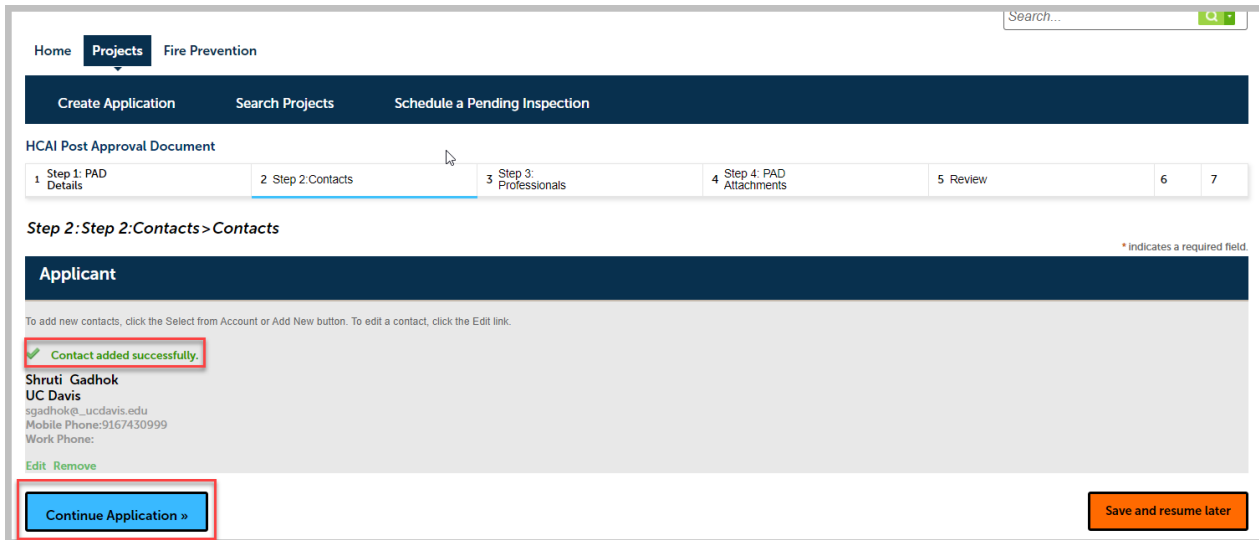 Search...
Home Projects Fire Prevention
Create Application Search Projects Schedule a Pending Inspection
HCAI Post Approval Document
1 Step 1: PAD Details 2 Step 2:Contacts 3 Step 3: Professionals 4 Step 4: PAD Attachments 5 Review 6 7
Step 2:Step 2:Contacts>Contacts
* indicates a required field.
Applicant
To add new contacts, click the Select from Account or Add New button. To edit a contact, click the Edit link.
Contact added successfully.
Shruti Gadhok
UC Davis
sgadhok@_ucdavis.edu
Mobile Phone:9167430999
Work Phone:
Edit Remove
Continue Application » Save and resume later